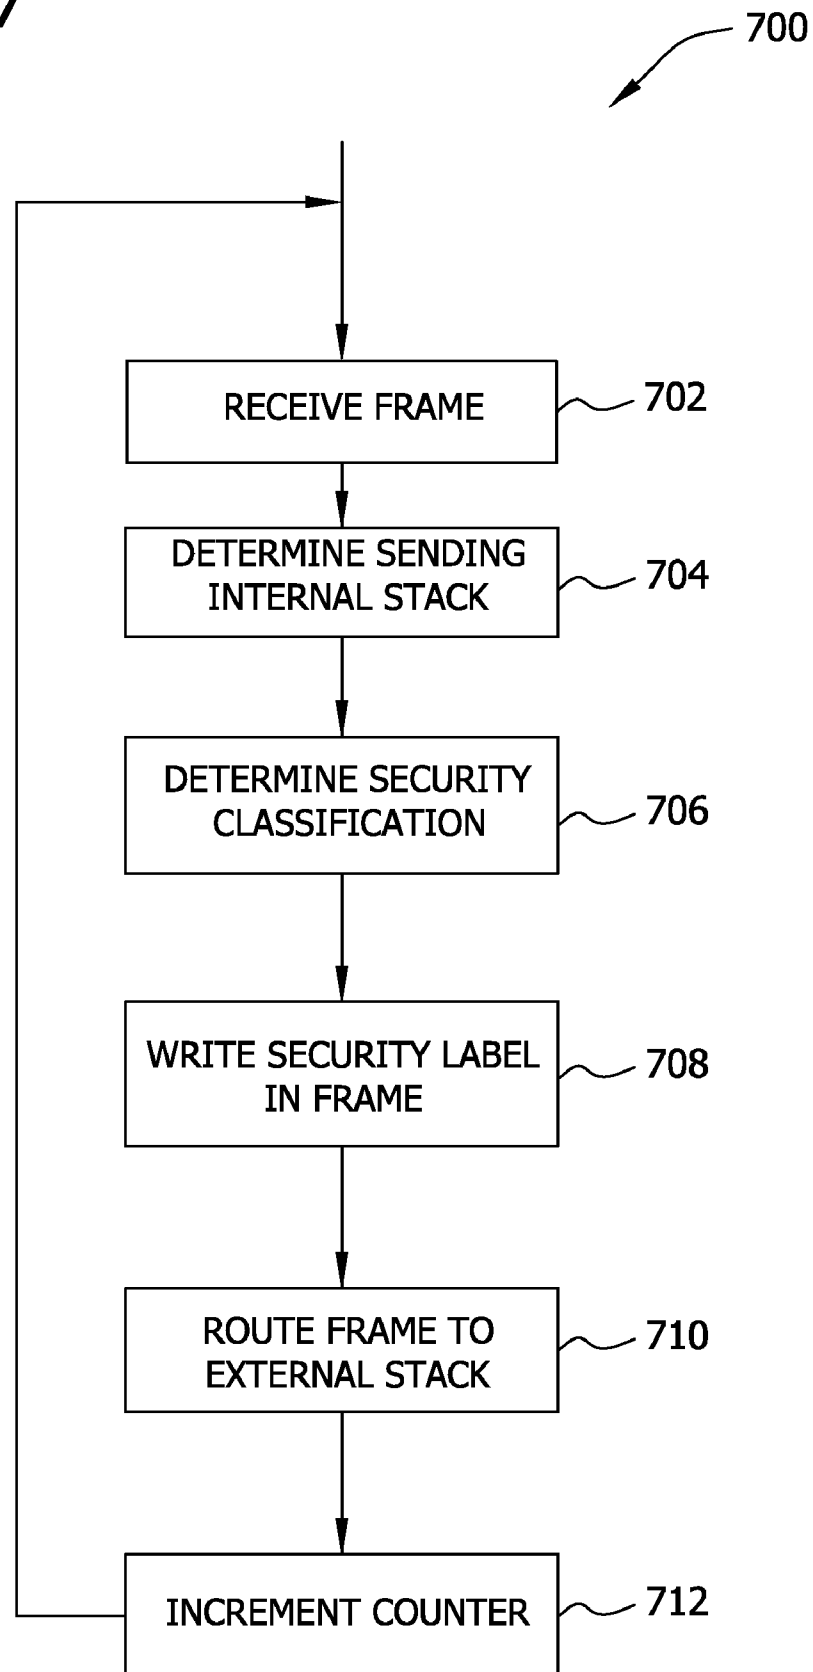 700
RECEIVE FRAME
702
DETERMINE SENDING
INTERNAL STACK
704
DETERMINE SECURITY
CLASSIFICATION
706
WRITE SECURITY LABEL
IN FRAME
708
ROUTE FRAME TO
EXTERNAL STACK
710
INCREMENT COUNTER
712